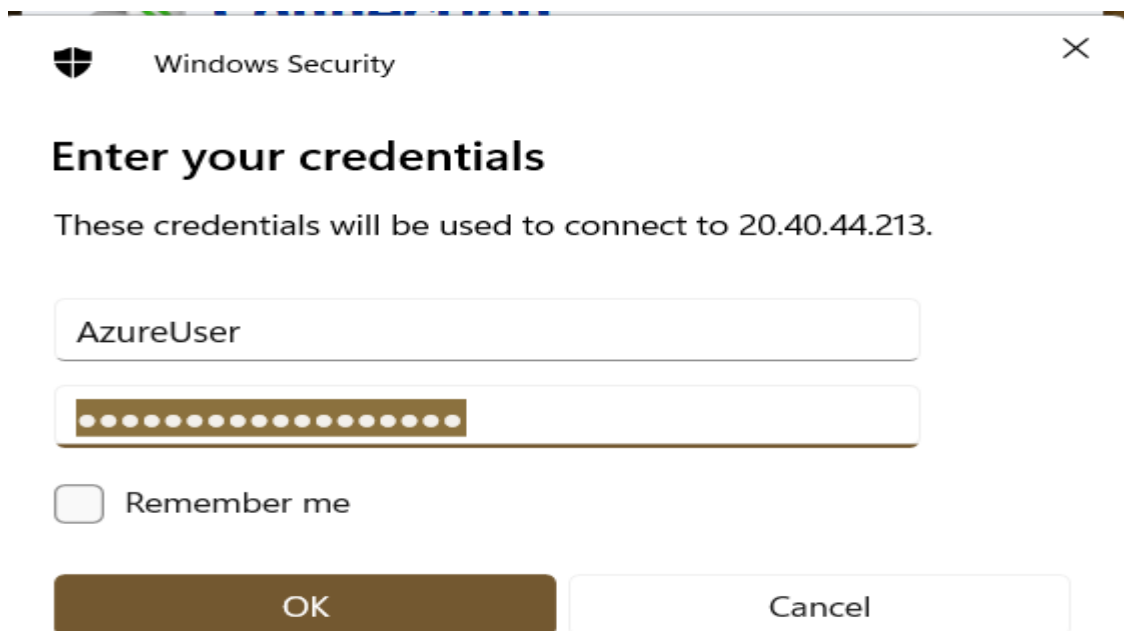 Windows Security
Enter your credentials
These credentials will be used to connect to 20.40.44.213.
AzureUser
••••••••••••••••••
Remember me
OK
Cancel